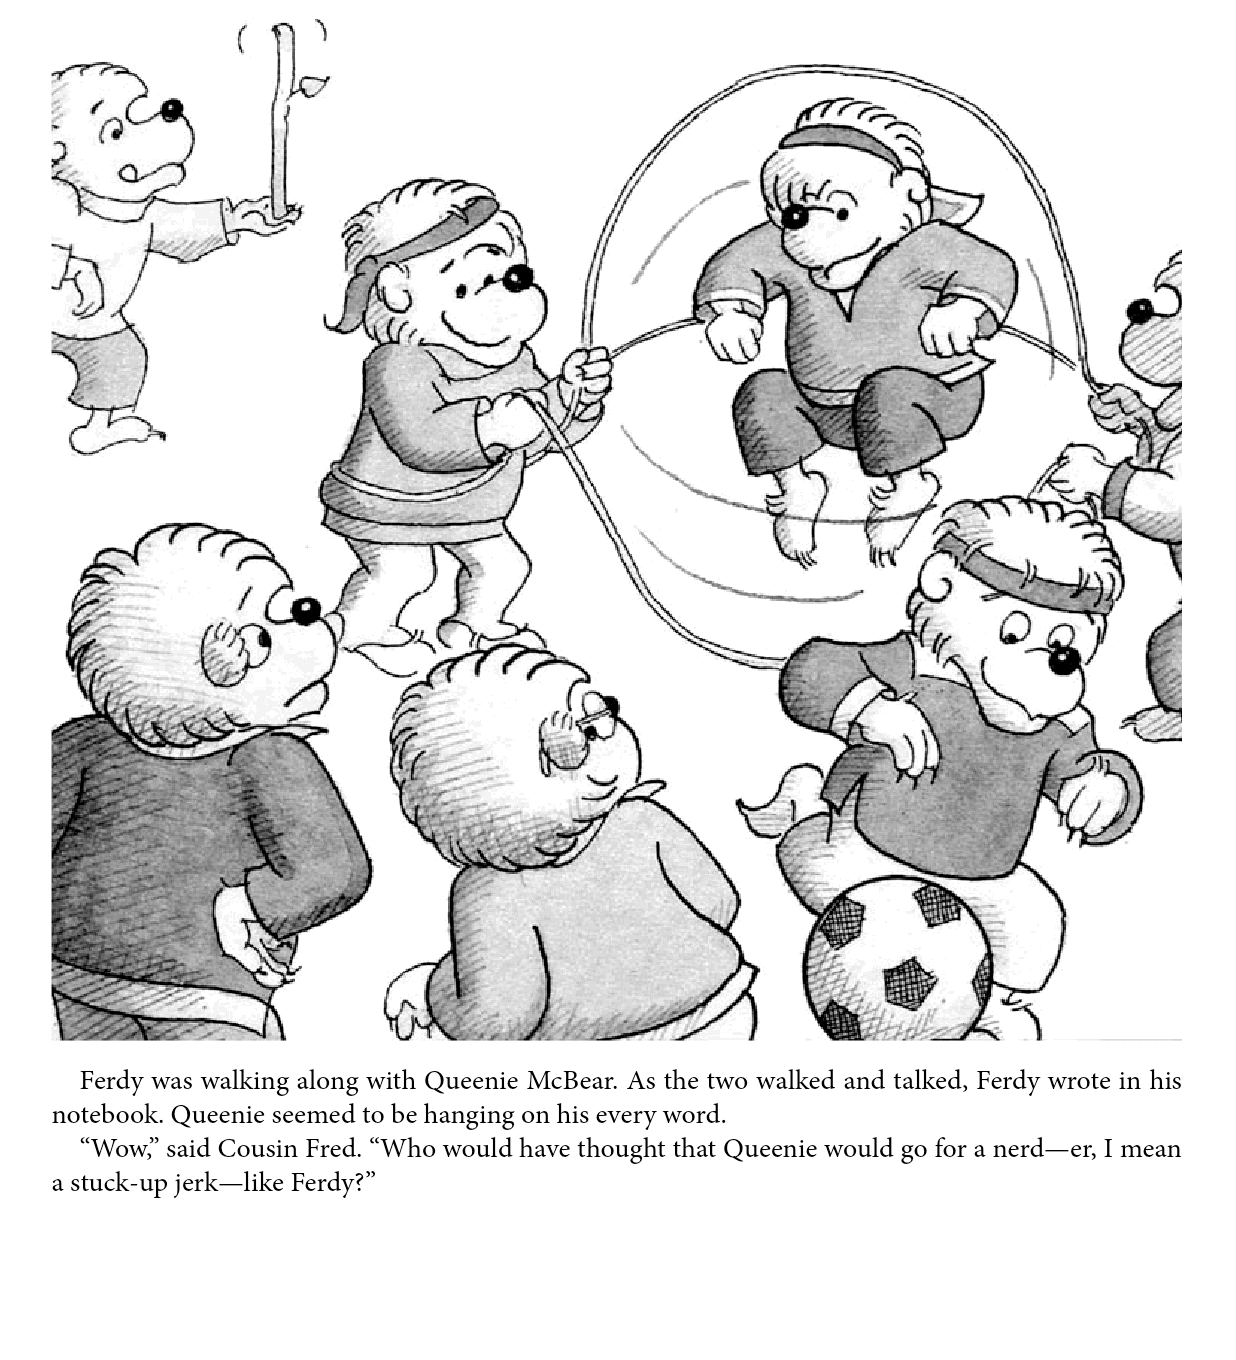 Ferdy was walking along with Queenie McBear. As the two walked and talked, Ferdy wrote in his
notebook. Queenie seemed to be hanging on his every word.
“Wow,” said Cousin Fred. “Who would have thought that Queenie would go for a nerd—er, I mean
a stuck-up jerk—like Ferdy?”